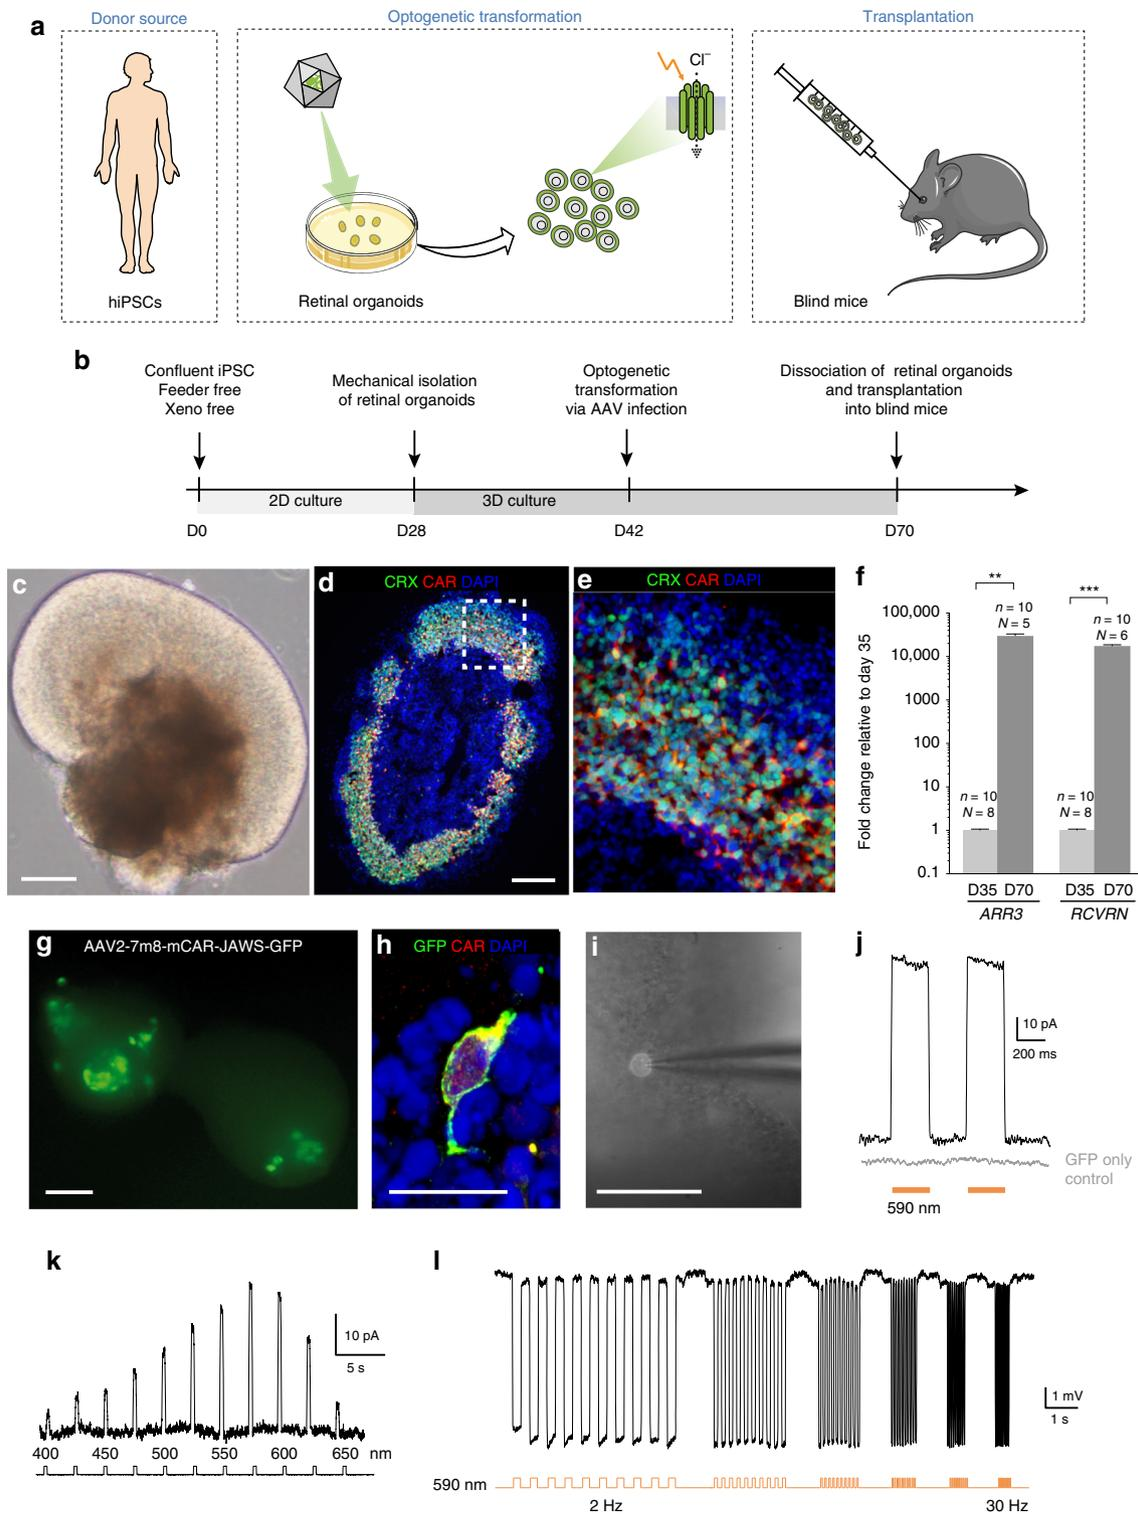 a
Donor source
Optogenetic transformation
Transplantation
Cl⁻
hiPSCs
Retinal organoids
Blind mice
b
Confluent iPSC
Feeder free
Xeno free
Mechanical isolation
of retinal organoids
Optogenetic
transformation
via AAV infection
Dissociation of retinal organoids
and transplantation
into blind mice
2D culture
3D culture
D0
D28
D42
D70
c
d
CRX CAR DAPI
e
CRX CAR DAPI
f
Fold change relative to day 35
100,000
10,000
1000
100
10
1
0.1
**
***
n = 10
N = 5
n = 10
N = 6
n = 10
N = 8
n = 10
N = 8
D35 D70
D35 D70
ARR3
RCVRN
g
AAV2-7m8-mCAR-JAWS-GFP
h
GFP CAR DAPI
i
j
10 pA
200 ms
GFP only
control
590 nm
k
10 pA
5 s
400 450 500 550 600 650 nm
l
1 mV
1 s
590 nm
2 Hz
30 Hz